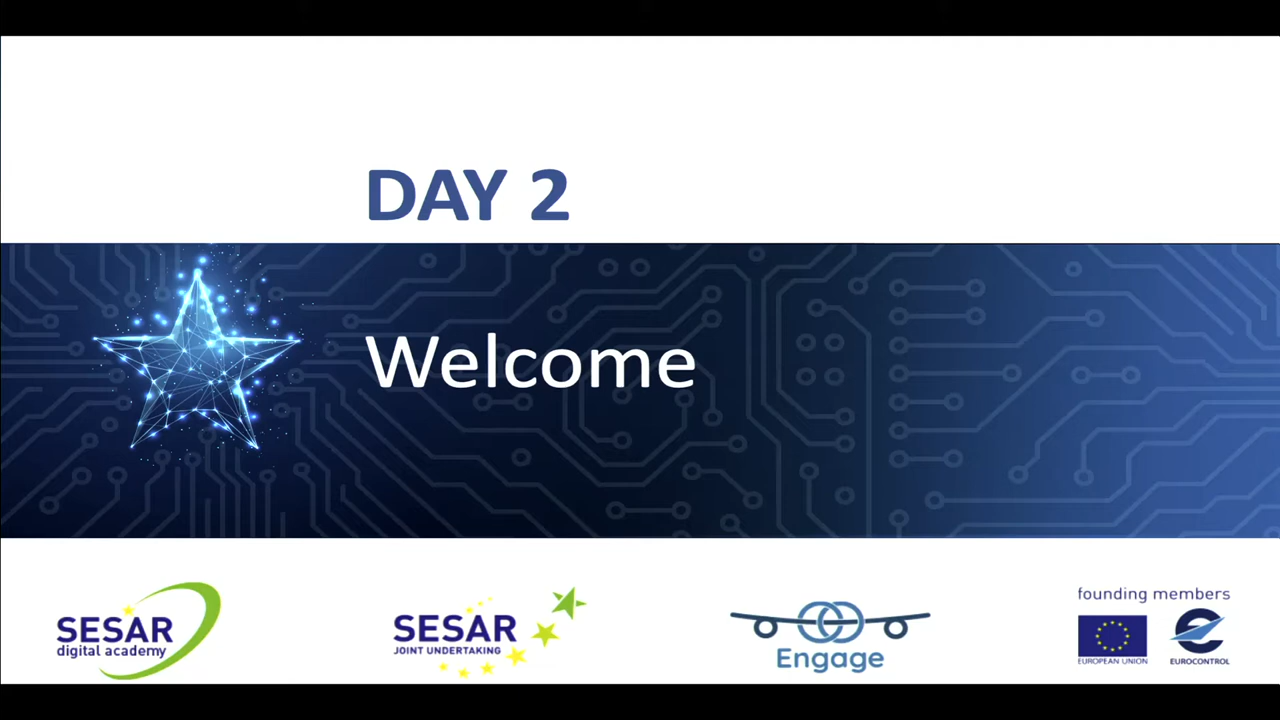 DAY 2
Welcome
SESAR
digital academy
SESAR
JOINT UNDERTAKING
Engage
founding members
EUROPEAN UNION
EUROCONTROL